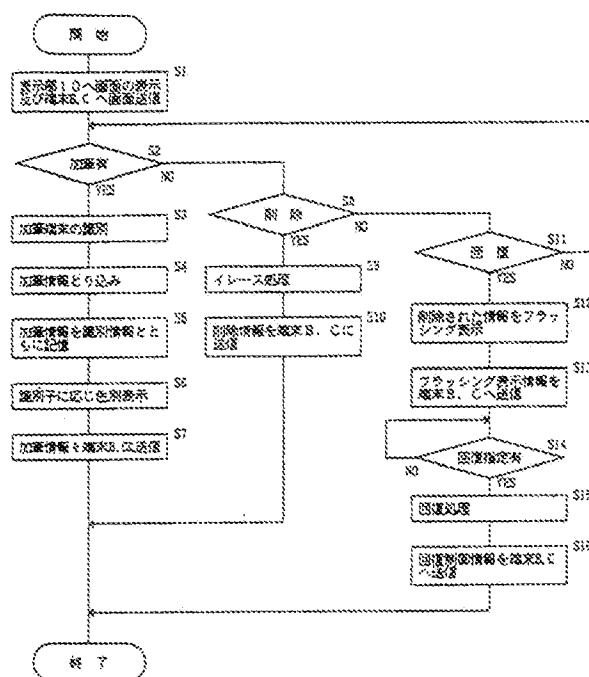 開 始
S1
表示部10へ画面の表示
及び端末B,Cへ画面送信
S2
加筆有
NO
YES
S3
加筆端末の識別
S4
加筆情報とり込み
S5
加筆情報を識別情報とと
もに記憶
S6
識別子に応じ色別表示
S7
加筆情報を端末B,Cに送信
S8
削 除
NO
YES
S9
イレース処理
S10
削除情報を端末B, Cに
送信
S11
回 復
NO
YES
S12
削除された情報をフラッ
シング表示
S13
フラッシング表示情報を
端末B, Cへ送信
S14
回復指定有
NO
YES
S15
回復処理
S16
回復制御情報を端末B,C
へ送信
終 了